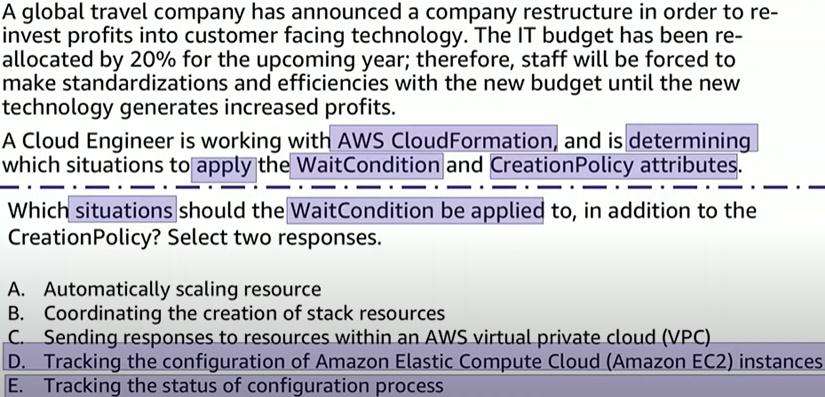 A global travel company has announced a company restructure in order to re-
invest profits into customer facing technology. The IT budget has been re-
allocated by 20% for the upcoming year; therefore, staff will be forced to
make standardizations and efficiencies with the new budget until the new
technology generates increased profits.
A Cloud Engineer is working with AWS CloudFormation, and is determining
which situations to apply the WaitCondition and CreationPolicy attributes.
Which situations should the WaitCondition be applied to, in addition to the
CreationPolicy? Select two responses.
A. Automatically scaling resource
B. Coordinating the creation of stack resources
C. Sending responses to resources within an AWS virtual private cloud (VPC)
D. Tracking the configuration of Amazon Elastic Compute Cloud (Amazon EC2) instances
E. Tracking the status of configuration process